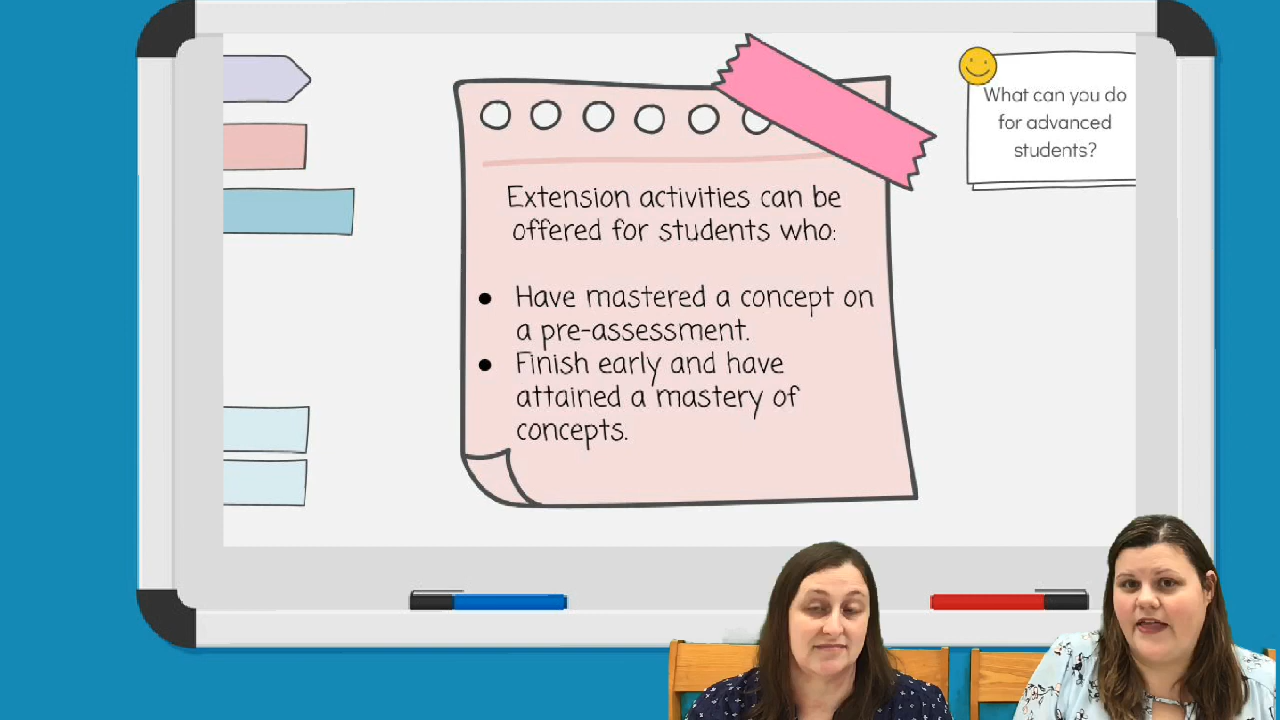 What can you do
for advanced
students?
Extension activities can be
offered for students who:
● Have mastered a concept on
a pre-assessment.
● Finish early and have
attained a mastery of
concepts.